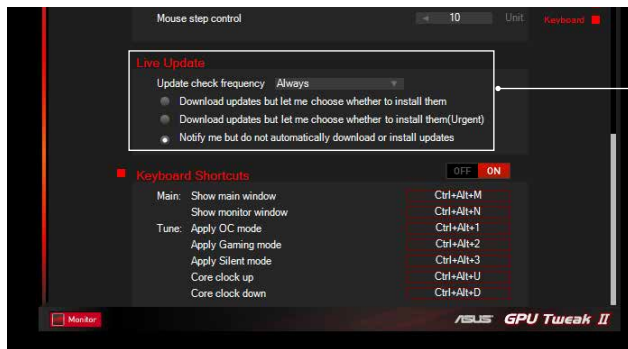 Mouse step control 10 Unit Keyboard
Live Update
Update check frequency Always
Download updates but let me choose whether to install them
Download updates but let me choose whether to install them(Urgent)
Notify me but do not automatically download or install updates
Keyboard Shortcuts OFF ON
Main: Show main window Ctrl+Alt+M
Show monitor window Ctrl+Alt+N
Tune: Apply OC mode Ctrl+Alt+1
Apply Gaming mode Ctrl+Alt+2
Apply Silent mode Ctrl+Alt+3
Core clock up Ctrl+Alt+U
Core clock down Ctrl+Alt+D
Monitor ASUS GPU Tweak II